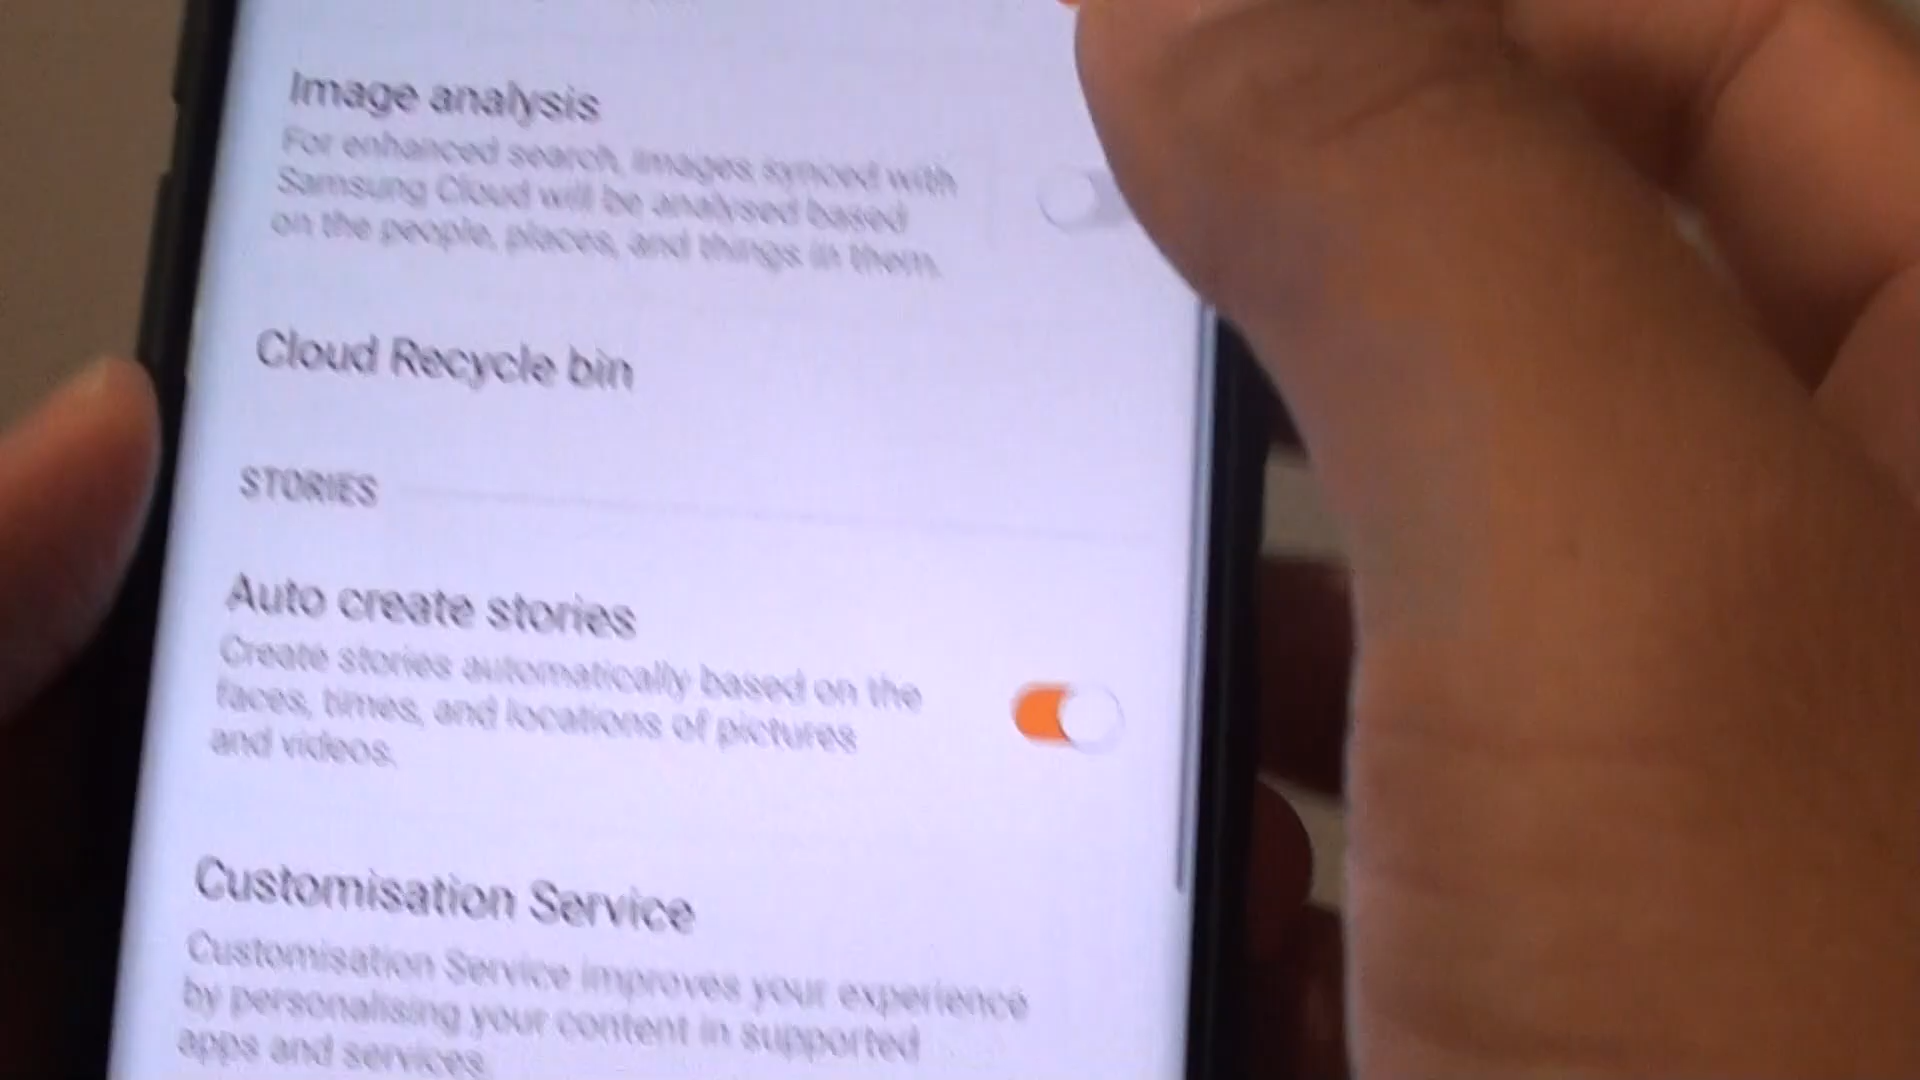 Image analysis
For enhanced search, images synced with
Samsung Cloud will be analysed based
on the people, places, and things in them.
Cloud Recycle bin
STORIES
Auto create stories
Create stories automatically based on the
faces, times, and locations of pictures
and videos.
Customisation Service
Customisation Service improves your experience
by personalising your content in supported
apps and services.